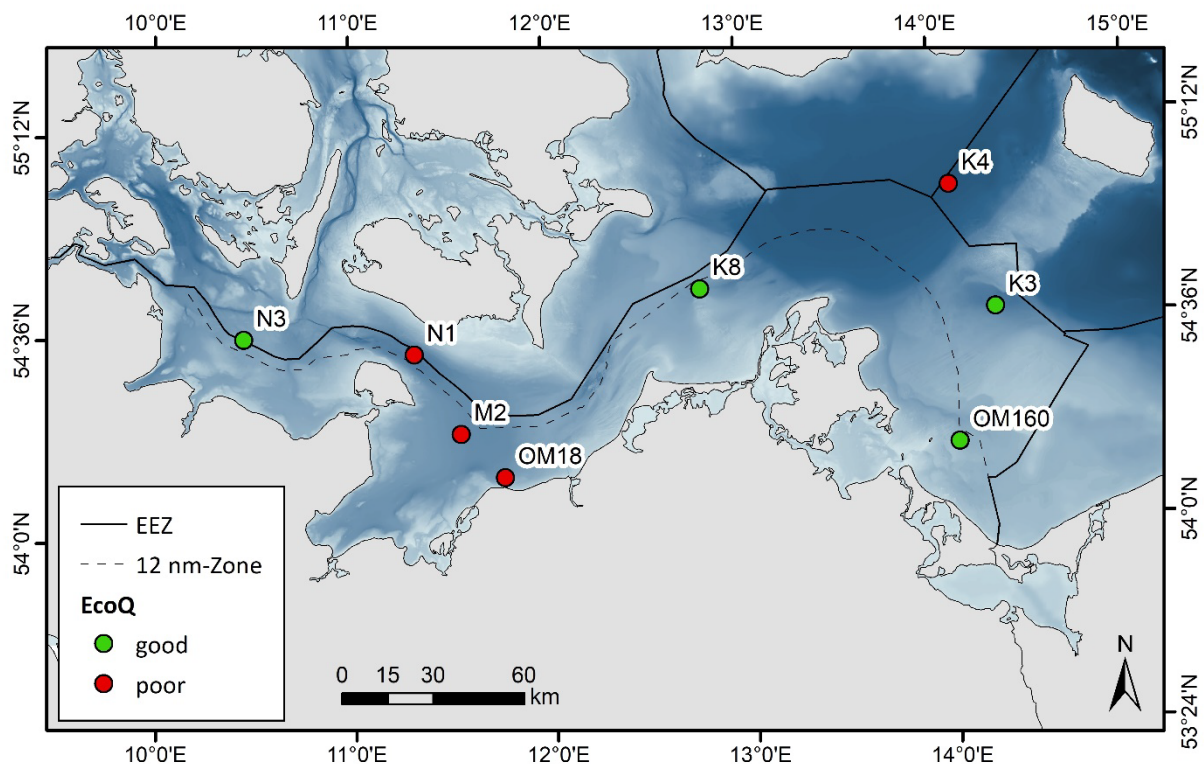 10°0'E 11°0'E 12°0'E 13°0'E 14°0'E 15°0'E
55°12'N 55°12'N
K4
K8
K3
54°36'N N3 54°36'N
N1
M2
OM160
OM18
54°0'N 54°0'N
EEZ
12 nm-Zone
EcoQ
good
poor
0 15 30 60
km
N
53°24'N
10°0'E 11°0'E 12°0'E 13°0'E 14°0'E